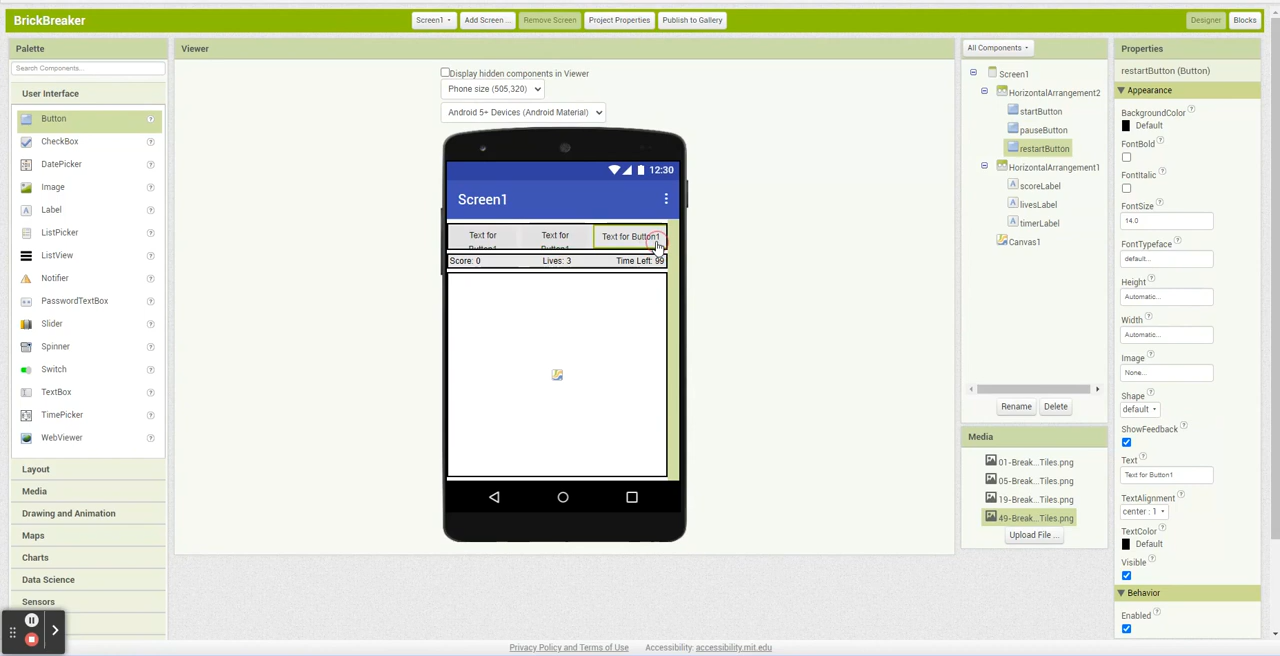 BrickBreaker
Screen1
Add Screen ...
Remove Screen
Project Properties
Publish to Gallery
Designer
Blocks
Palette
Search Components...
User Interface
Button
CheckBox
DatePicker
Image
Label
ListPicker
ListView
Notifier
PasswordTextBox
Slider
Spinner
Switch
TextBox
TimePicker
WebViewer
Layout
Media
Drawing and Animation
Maps
Charts
Data Science
Sensors
Viewer
Display hidden components in Viewer
Phone size (505,320)
Android 5+ Devices (Android Material)
12:30
Screen1
Text for
Button1
Text for
Button1
Text for Button1
Score: 0
Lives: 3
Time Left: 99
All Components
Screen1
HorizontalArrangement2
startButton
pauseButton
restartButton
HorizontalArrangement1
scoreLabel
livesLabel
timerLabel
Canvas1
Rename
Delete
Media
01-Break...Tiles.png
05-Break...Tiles.png
19-Break...Tiles.png
49-Break...Tiles.png
Upload File ...
Properties
restartButton (Button)
Appearance
BackgroundColor
Default
FontBold
FontItalic
FontSize
14.0
FontTypeface
default...
Height
Automatic...
Width
Automatic...
Image
None...
Shape
default
ShowFeedback
Text
Text for Button1
TextAlignment
center : 1
TextColor
Default
Visible
Behavior
Enabled
Privacy Policy and Terms of Use
Accessibility: accessibility.mit.edu